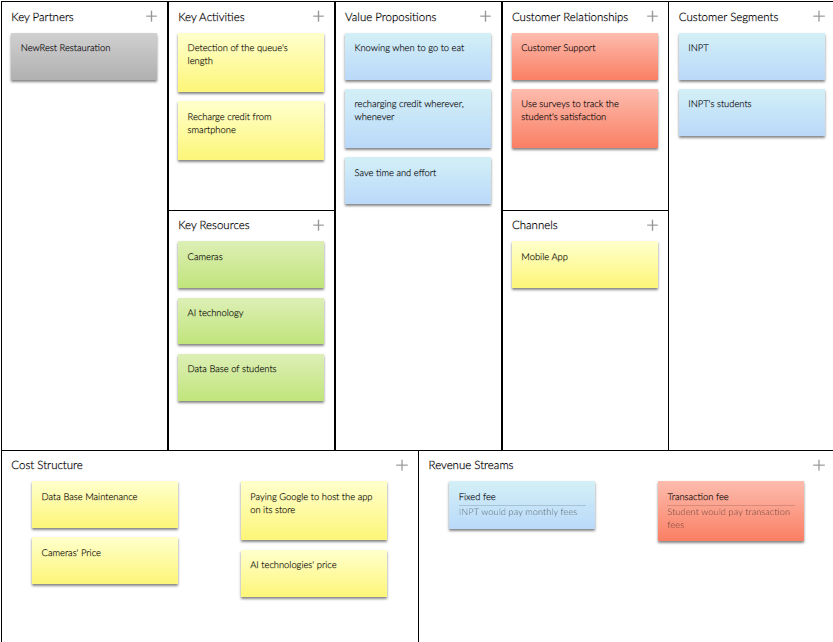 Key Partners
NewRest Restauration
Key Activities
Detection of the queue's
length
Recharge credit from
smartphone
Key Resources
Cameras
AI technology
Data Base of students
Value Propositions
Knowing when to go to eat
recharging credit wherever,
whenever
Save time and effort
Customer Relationships
Customer Support
Use surveys to track the
student's satisfaction
Channels
Mobile App
Customer Segments
INPT
INPT's students
Cost Structure
Data Base Maintenance
Cameras' Price
Paying Google to host the app
on its store
AI technologies' price
Revenue Streams
Fixed fee
INPT would pay monthly fees
Transaction fee
Student would pay transaction
fees